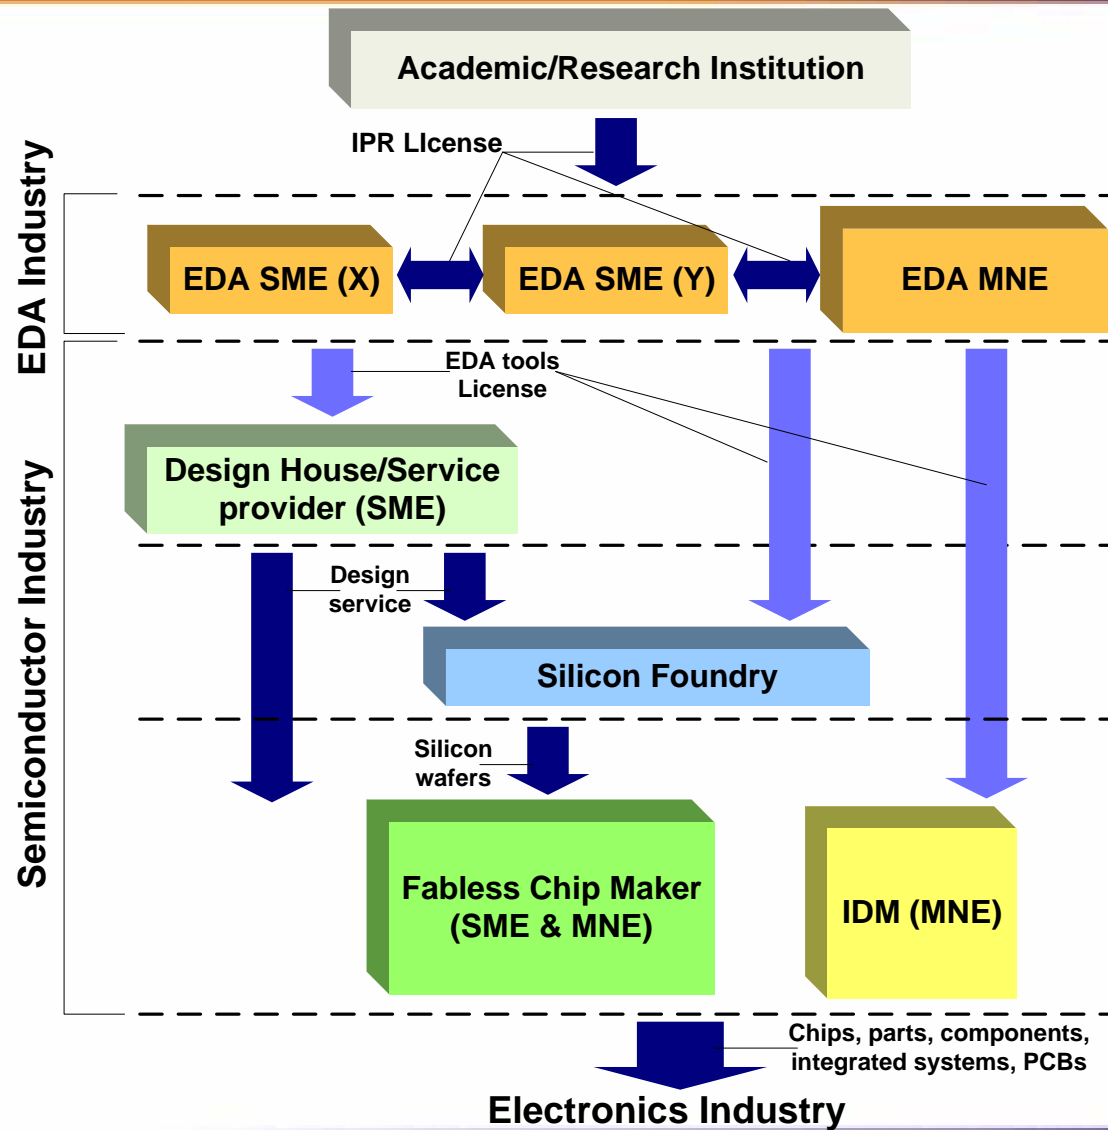 Academic/Research Institution
IPR LIcense
EDA Industry
EDA SME (X)
EDA SME (Y)
EDA MNE
EDA tools
License
Semiconductor Industry
Design House/Service
provider (SME)
Design
service
Silicon Foundry
Silicon
wafers
Fabless Chip Maker
(SME & MNE)
IDM (MNE)
Chips, parts, components,
integrated systems, PCBs
Electronics Industry